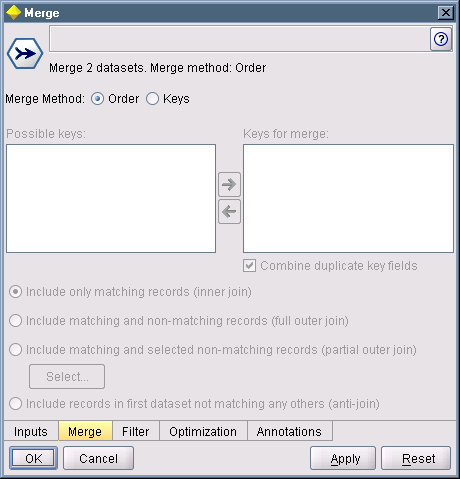 Merge
Merge 2 datasets. Merge method: Order
Merge Method: Order Keys
Possible keys: Keys for merge:
Combine duplicate key fields
Include only matching records (inner join)
Include matching and non-matching records (full outer join)
Include matching and selected non-matching records (partial outer join)
Select...
Include records in first dataset not matching any others (anti-join)
Inputs Merge Filter Optimization Annotations
OK Cancel Apply Reset